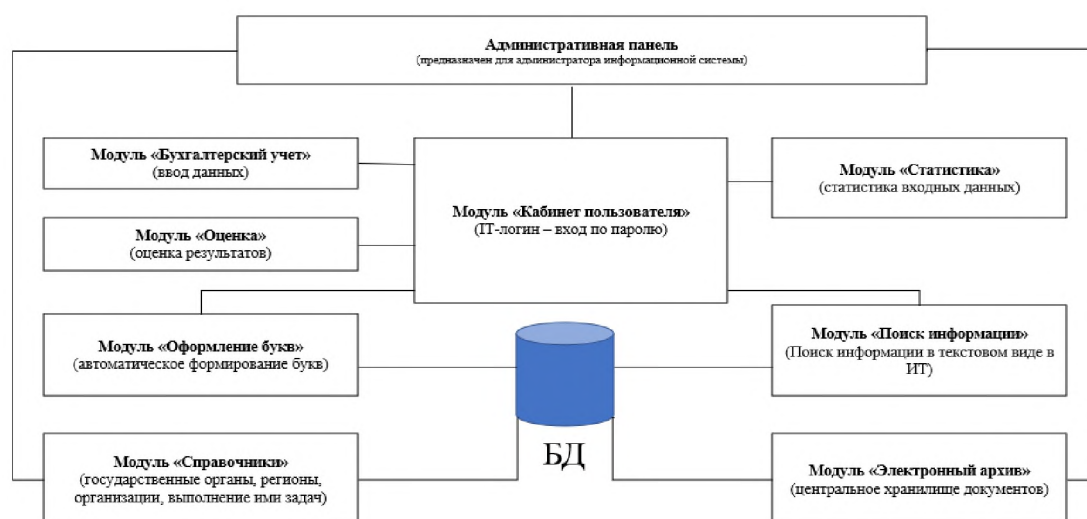 Административная панель
(предназначен для администратора информационной системы)
Модуль «Бухгалтерский учет»
(ввод данных)
Модуль «Кабинет пользователя»
(IT-логин – вход по паролю)
Модуль «Статистика»
(статистика входных данных)
Модуль «Оценка»
(оценка результатов)
Модуль «Оформление букв»
(автоматическое формирование букв)
Модуль «Поиск информации»
(Поиск информации в текстовом виде в
ИТ)
БД
Модуль «Справочники»
(государственные органы, регионы,
организации, выполнение ими задач)
Модуль «Электронный архив»
(центральное хранилище документов)